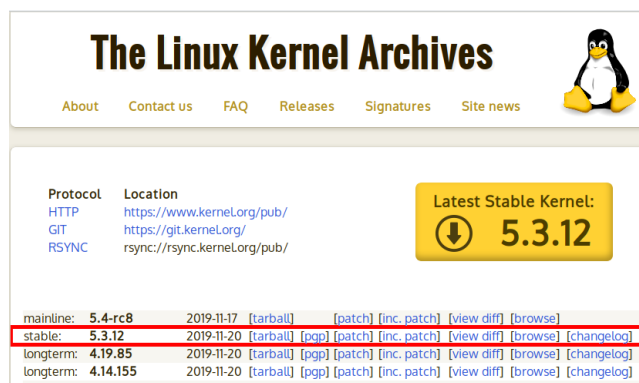 The Linux Kernel Archives
About Contact us FAQ Releases Signatures Site news
Protocol Location
HTTP https://www.kernel.org/pub/
GIT https://git.kernel.org/
RSYNC rsync://rsync.kernel.org/pub/
Latest Stable Kernel:
5.3.12
mainline: 5.4-rc8 2019-11-17 [tarball] [patch] [inc. patch] [view diff] [browse]
stable: 5.3.12 2019-11-20 [tarball] [pgp] [patch] [inc. patch] [view diff] [browse] [changelog]
longterm: 4.19.85 2019-11-20 [tarball] [pgp] [patch] [inc. patch] [view diff] [browse] [changelog]
longterm: 4.14.155 2019-11-20 [tarball] [pgp] [patch] [inc. patch] [view diff] [browse] [changelog]